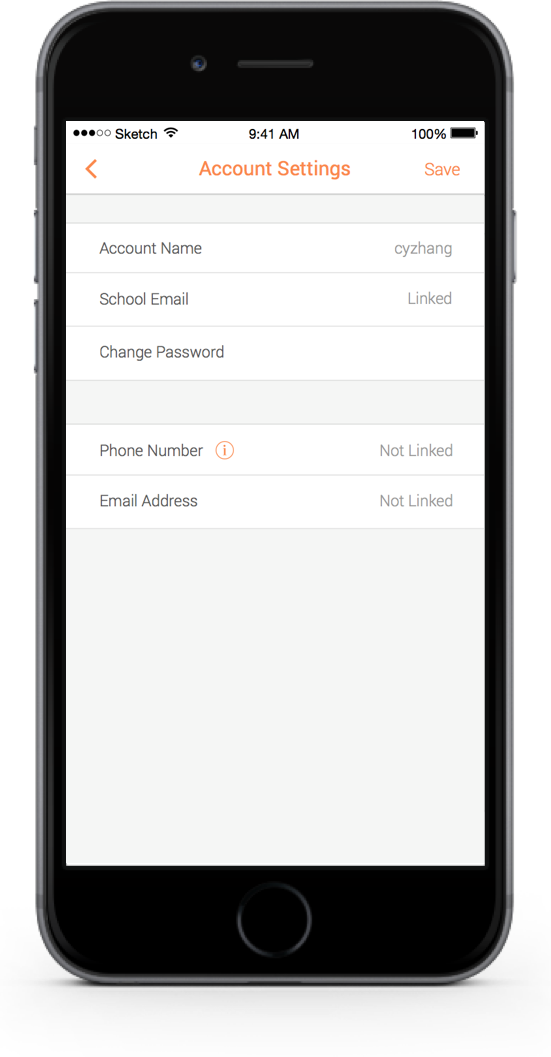 Sketch 9:41 AM 100%
Account Settings Save
Account Name cyzhang
School Email Linked
Change Password
Phone Number i Not Linked
Email Address Not Linked